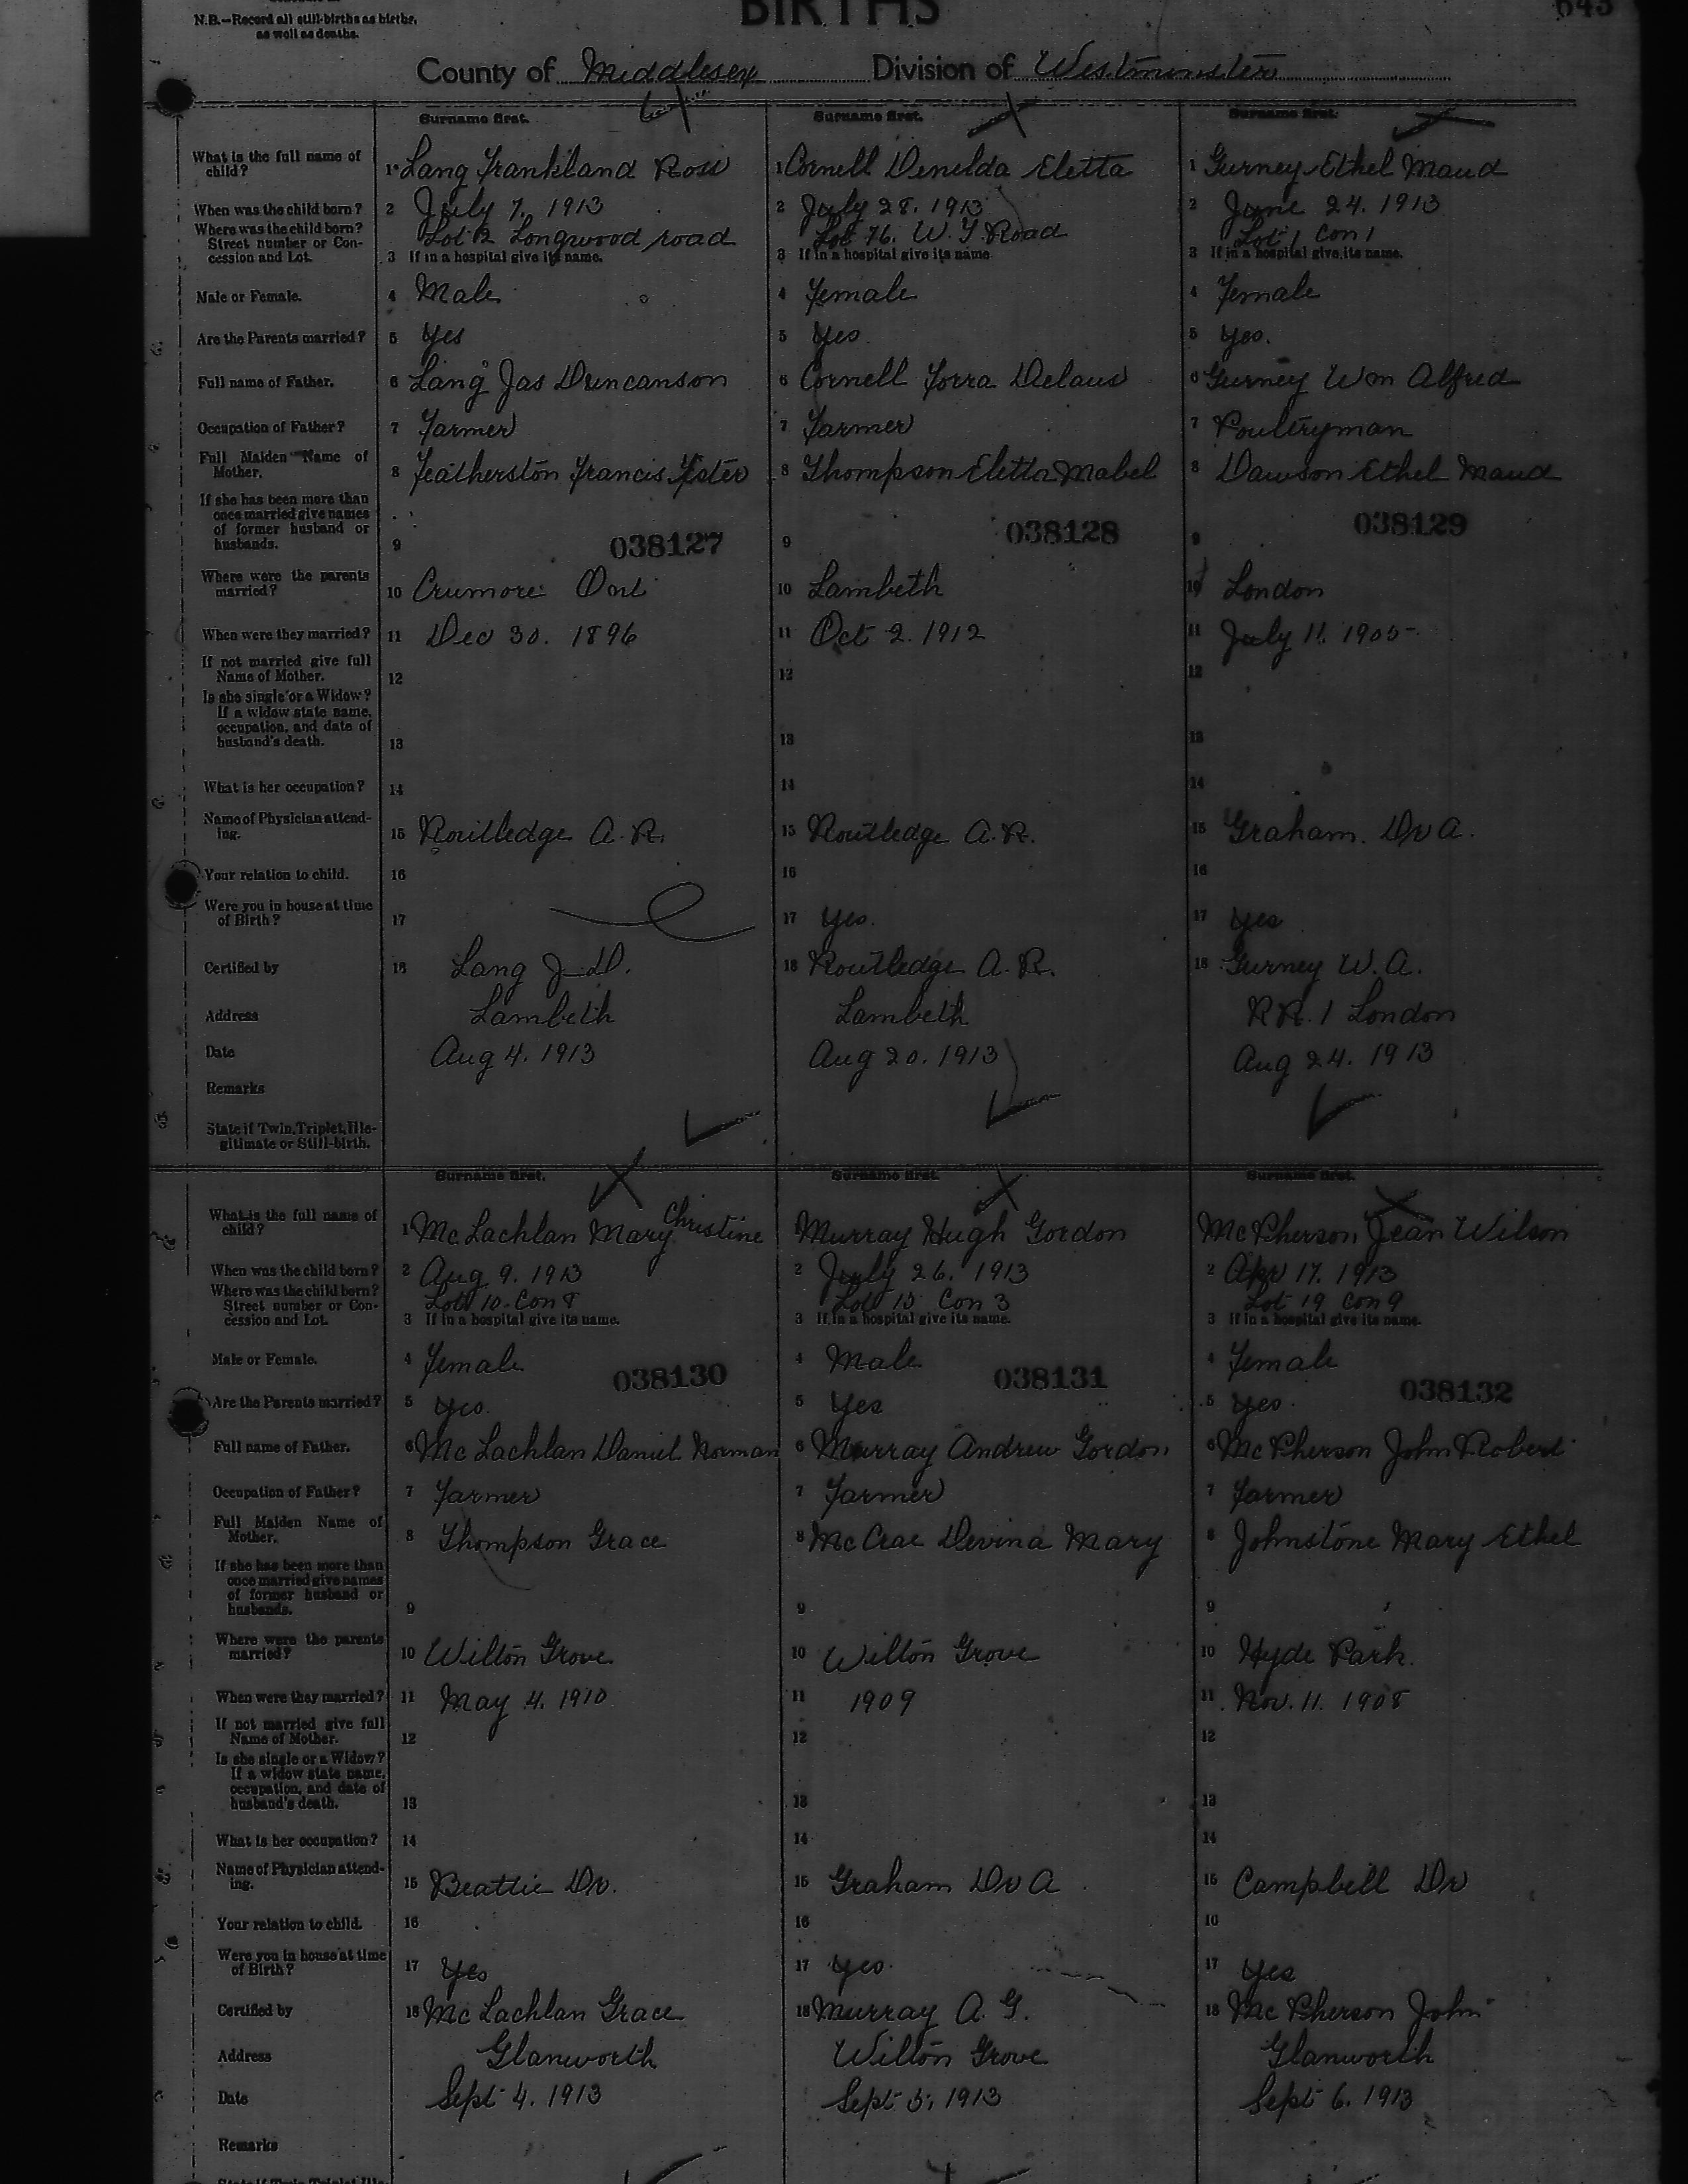 N.B.—Record all still-births as births,
as well as deaths.
BIRTHS
643
County of Middlesex Division of Westminster
Surname first. Surname first. Surname first.
What is the full name of child? 1 Lang Frankland Ross 1 Cornell Denelda Eletta 1 Gurney Ethel Maud
When was the child born? 2 July 7, 1913 2 July 28. 1913 2 June 24. 1913
Where was the child born? Street number or Concession and Lot. Lot 12 Longwood road Lot 76. W. Y. Road Lot 1 Con 1
3 If in a hospital give its name. 3 If in a hospital give its name 3 If in a hospital give its name.
Male or Female. 4 Male 4 Female 4 Female
Are the Parents married? 5 Yes 5 Yes 5 Yes.
Full name of Father. 6 Lang Jas Duncanson 6 Cornell Forra Delaus 6 Gurney Wm Alfred
Occupation of Father? 7 Farmer 7 Farmer 7 Poultryman
Full Maiden Name of Mother. 8 Featherston Francis 8 Thompson Eletta Mabel 8 Dawson Ethel Maud
If she has been more than once married give names of former husband or husbands. 9 038127 9 038128 9 038129
Where were the parents married? 10 Crumore Ont 10 Lambeth 10 London
When were they married? 11 Dec 30. 1896 11 Oct 2. 1912 11 July 11. 1905
If not married give full Name of Mother. 12 12 12
Is she single or a Widow? If a widow state name, occupation, and date of husband's death. 13 13 13
What is her occupation? 14 14 14
Name of Physician attending. 15 Routledge A. R. 15 Routledge A. R. 15 Graham. Dr A.
Your relation to child. 16 16 16
Were you in house at time of Birth? 17 17 Yes. 17 Yes
Certified by 18 Lang J. D. 18 Routledge A. R. 18 Gurney W. A.
Address Lambeth Lambeth RR. 1 London
Date Aug 4. 1913 Aug 20. 1913 Aug 24. 1913
Remarks
State if Twin, Triplet, Illegitimate or Still-birth.
Surname first. Surname first. Surname first.
What is the full name of child? 1 Mc Lachlan Mary Christine Murray Hugh Gordon McPherson Jean Wilson
When was the child born? 2 Aug 9. 1913 2 July 26. 1913 2 Apr 17. 1913
Where was the child born? Street number or Concession and Lot. Lot 10. Con 8 Lot 15 Con 3 Lot 19 Con 9
3 If in a hospital give its name. 3 If in a hospital give its name. 3 If in a hospital give its name.
Male or Female. 4 Female 038130 4 Male 038131 4 Female 038132
Are the Parents married? 5 Yes. 5 Yes 5 Yes.
Full name of Father. 6 Mc Lachlan Daniel Norman 6 Murray Andrew Gordon 6 McPherson John Robert
Occupation of Father? 7 Farmer 7 Farmer 7 Farmer
Full Maiden Name of Mother. 8 Thompson Grace 8 McCrae Devina Mary 8 Johnstone Mary Ethel
If she has been more than once married give names of former husband or husbands. 9 9 9
Where were the parents married? 10 Wilton Grove 10 Wilton Grove 10 Hyde Park.
When were they married? 11 May 4. 1910 11 1909 11 Nov. 11. 1908
If not married give full Name of Mother. 12 12 12
Is she single or a Widow? If a widow state name, occupation, and date of husband's death. 13 13 13
What is her occupation? 14 14 14
Name of Physician attending. 15 Beattie Dr. 15 Graham Dr A 15 Campbell Dr
Your relation to child. 16 16 16
Were you in house at time of Birth? 17 Yes 17 Yes. 17 Yes
Certified by 18 Mc Lachlan Grace 18 Murray A. G. 18 McPherson John
Address Glanworth Wilton Grove Glanworth
Date Sept 4. 1913 Sept 5, 1913 Sept 6. 1913
Remarks